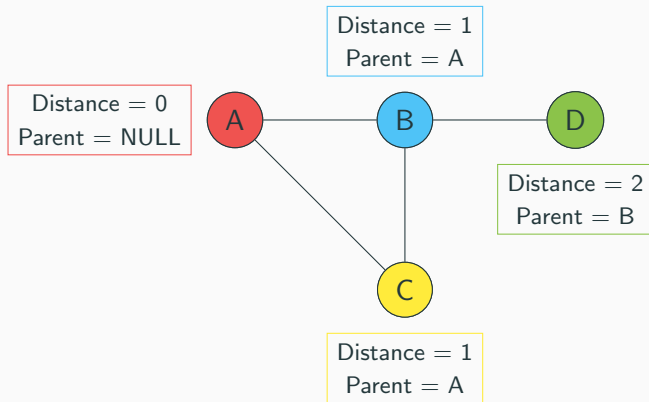 Distance = 1
Parent = A
Distance = 0
Parent = NULL
A
B
D
Distance = 2
Parent = B
C
Distance = 1
Parent = A